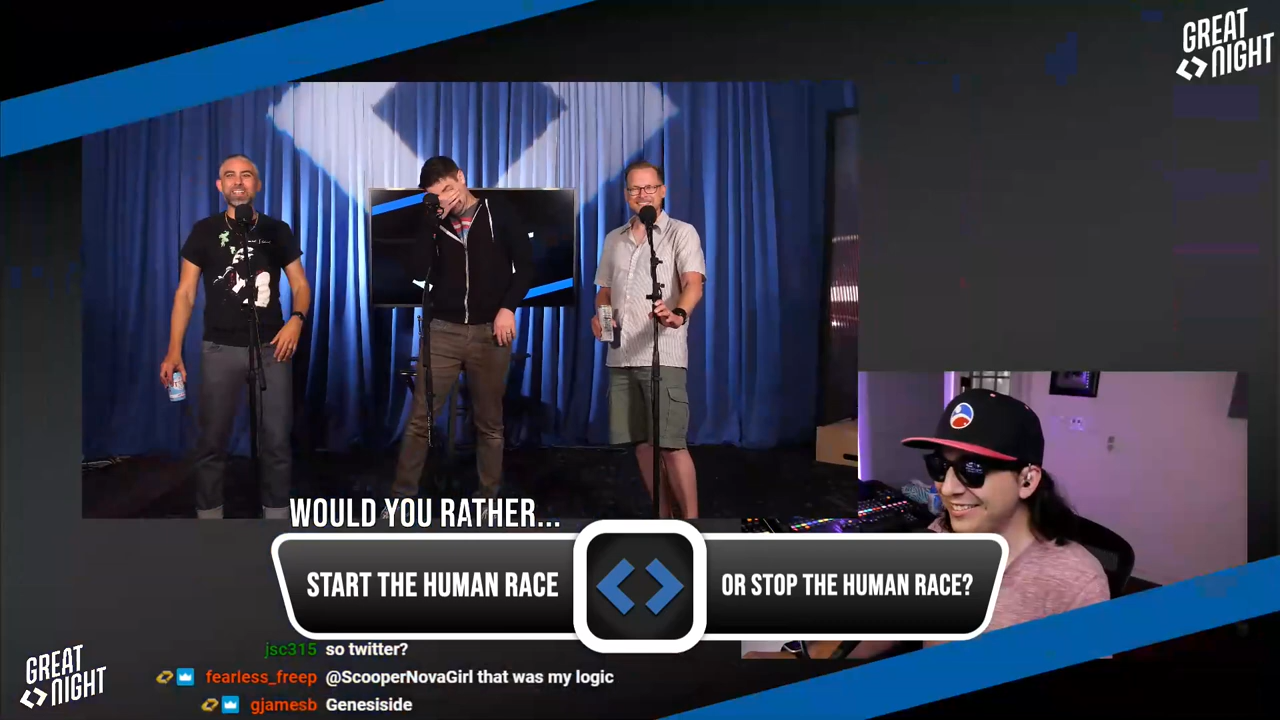 GREAT
NIGHT
WOULD YOU RATHER...
START THE HUMAN RACE
OR STOP THE HUMAN RACE?
jsc315 so twitter?
fearless_freep @ScooperNovaGirl that was my logic
gjamesb Genesiside
GREAT
NIGHT